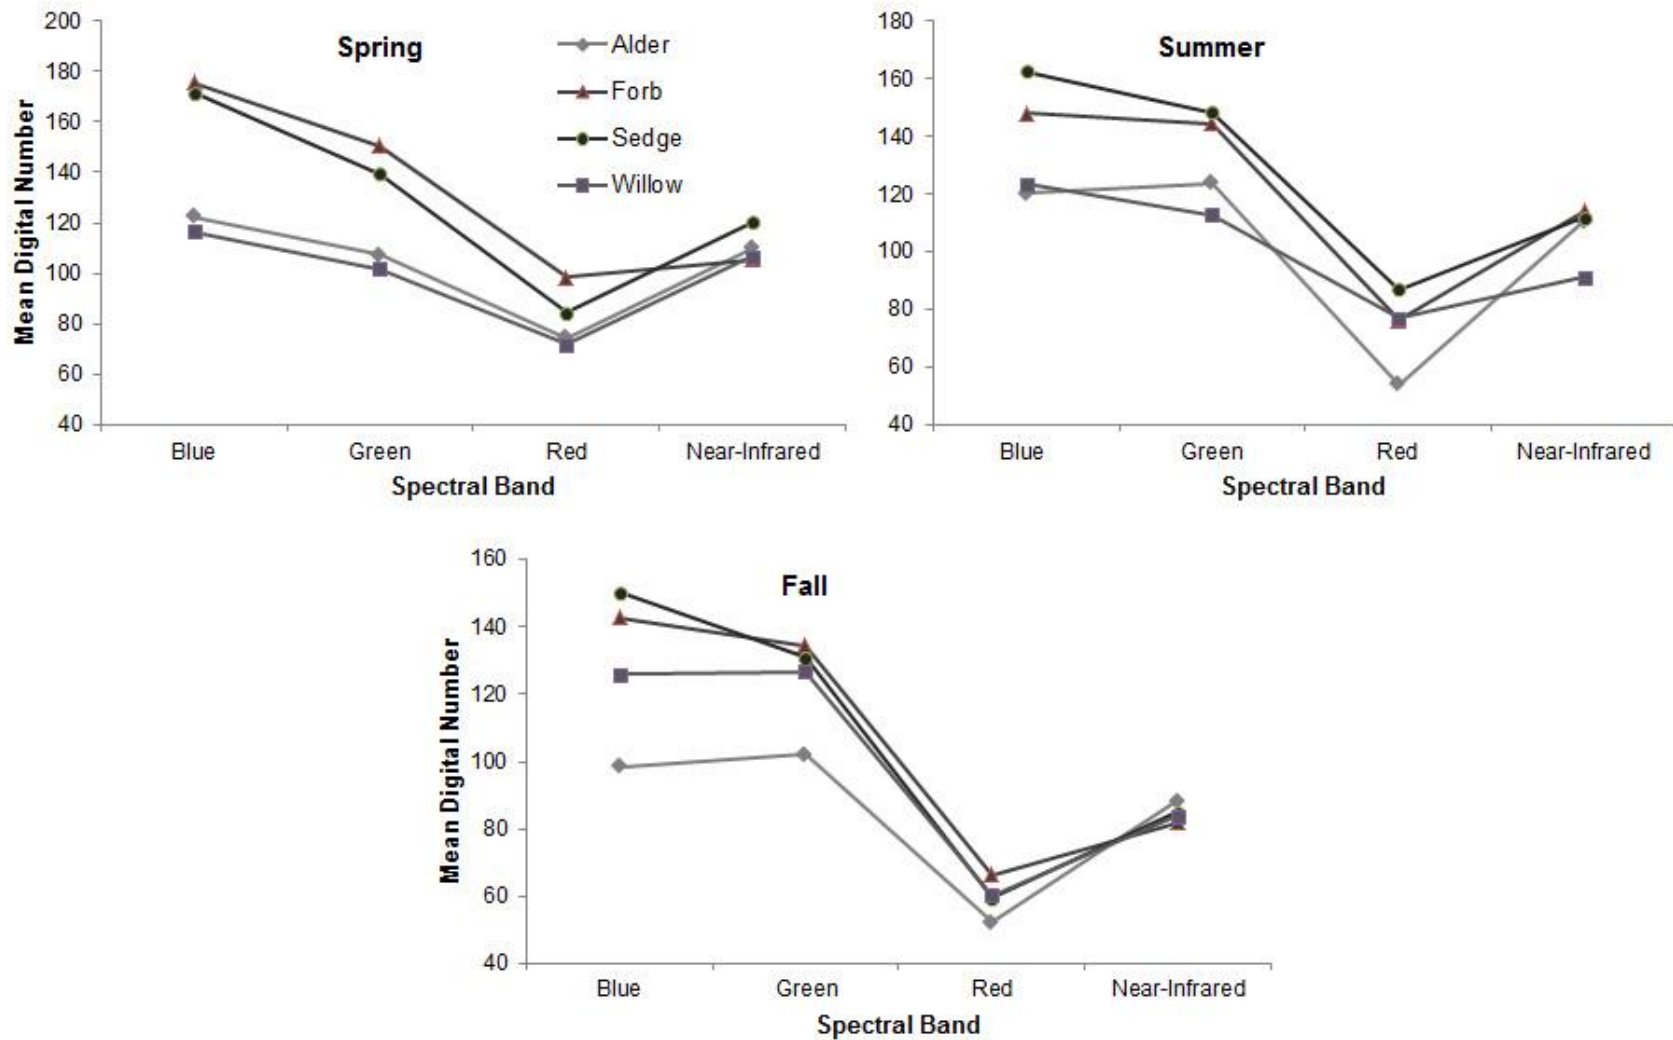 200
180
160
140
120
100
80
60
40
Mean Digital Number
Spring
Alder
Forb
Sedge
Willow
Blue Green Red Near-Infrared
Spectral Band
180
160
140
120
100
80
60
40
Mean Digital Number
Summer
Blue Green Red Near-Infrared
Spectral Band
160
140
120
100
80
60
40
Mean Digital Number
Fall
Blue Green Red Near-Infrared
Spectral Band